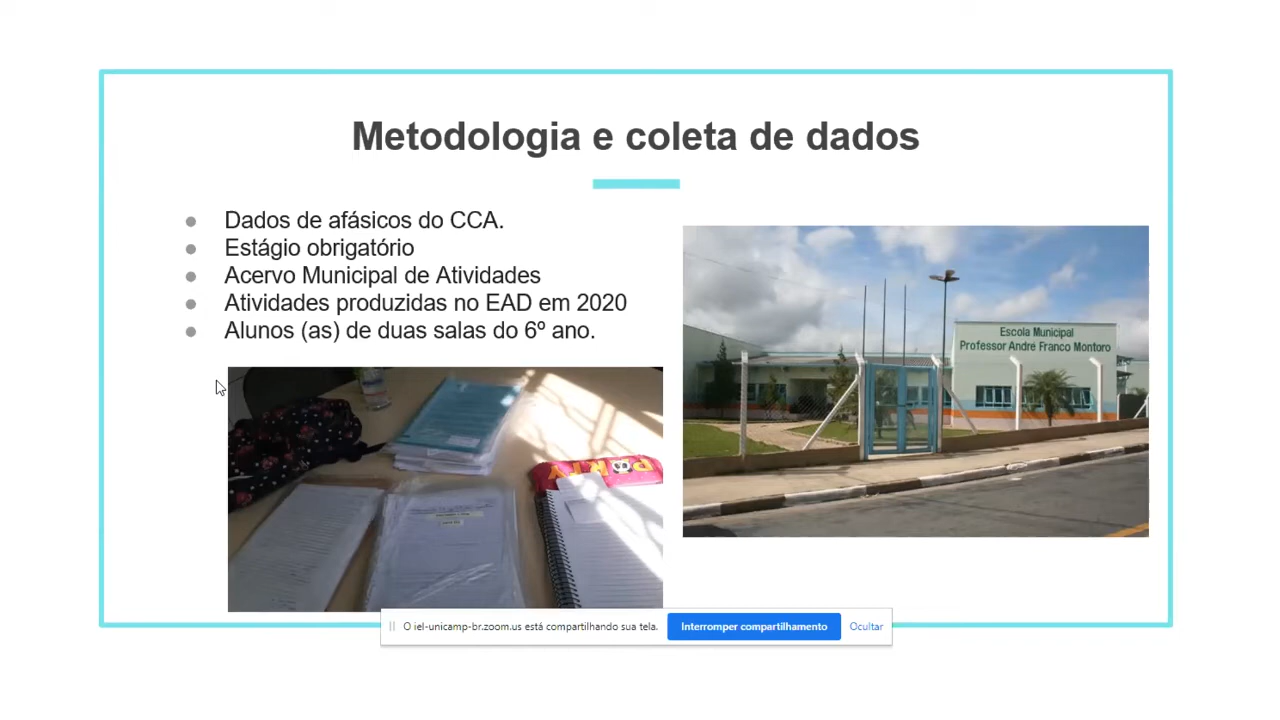 Metodologia e coleta de dados
Dados de afásicos do CCA.
Estágio obrigatório
Acervo Municipal de Atividades
Atividades produzidas no EAD em 2020
Alunos (as) de duas salas do 6º ano.
Escola Municipal
Professor André Franco Montoro
O iel-unicamp-br.zoom.us está compartilhando sua tela.
Interromper compartilhamento
Ocultar